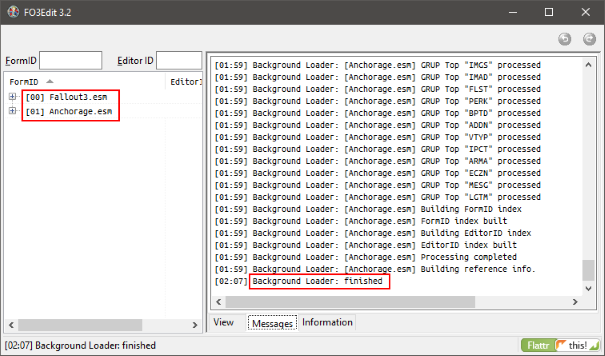 FO3Edit 3.2
FormID Editor ID
FormID EditorI
[00] Fallout3.esm
[01] Anchorage.esm
[01:59] Background Loader: [Anchorage.esm] GRUP Top "IMGS" processed
[01:59] Background Loader: [Anchorage.esm] GRUP Top "IMAD" processed
[01:59] Background Loader: [Anchorage.esm] GRUP Top "FLST" processed
[01:59] Background Loader: [Anchorage.esm] GRUP Top "PERK" processed
[01:59] Background Loader: [Anchorage.esm] GRUP Top "BPTD" processed
[01:59] Background Loader: [Anchorage.esm] GRUP Top "ADDN" processed
[01:59] Background Loader: [Anchorage.esm] GRUP Top "VTYP" processed
[01:59] Background Loader: [Anchorage.esm] GRUP Top "IPCT" processed
[01:59] Background Loader: [Anchorage.esm] GRUP Top "ARMA" processed
[01:59] Background Loader: [Anchorage.esm] GRUP Top "ECZN" processed
[01:59] Background Loader: [Anchorage.esm] GRUP Top "MESG" processed
[01:59] Background Loader: [Anchorage.esm] GRUP Top "LGTM" processed
[01:59] Background Loader: [Anchorage.esm] Building FormID index
[01:59] Background Loader: [Anchorage.esm] FormID index built
[01:59] Background Loader: [Anchorage.esm] Building EditorID index
[01:59] Background Loader: [Anchorage.esm] EditorID index built
[01:59] Background Loader: [Anchorage.esm] Processing completed
[01:59] Background Loader: [Anchorage.esm] Building reference info.
[02:07] Background Loader: finished
View Messages Information
[02:07] Background Loader: finished
Flattr this!